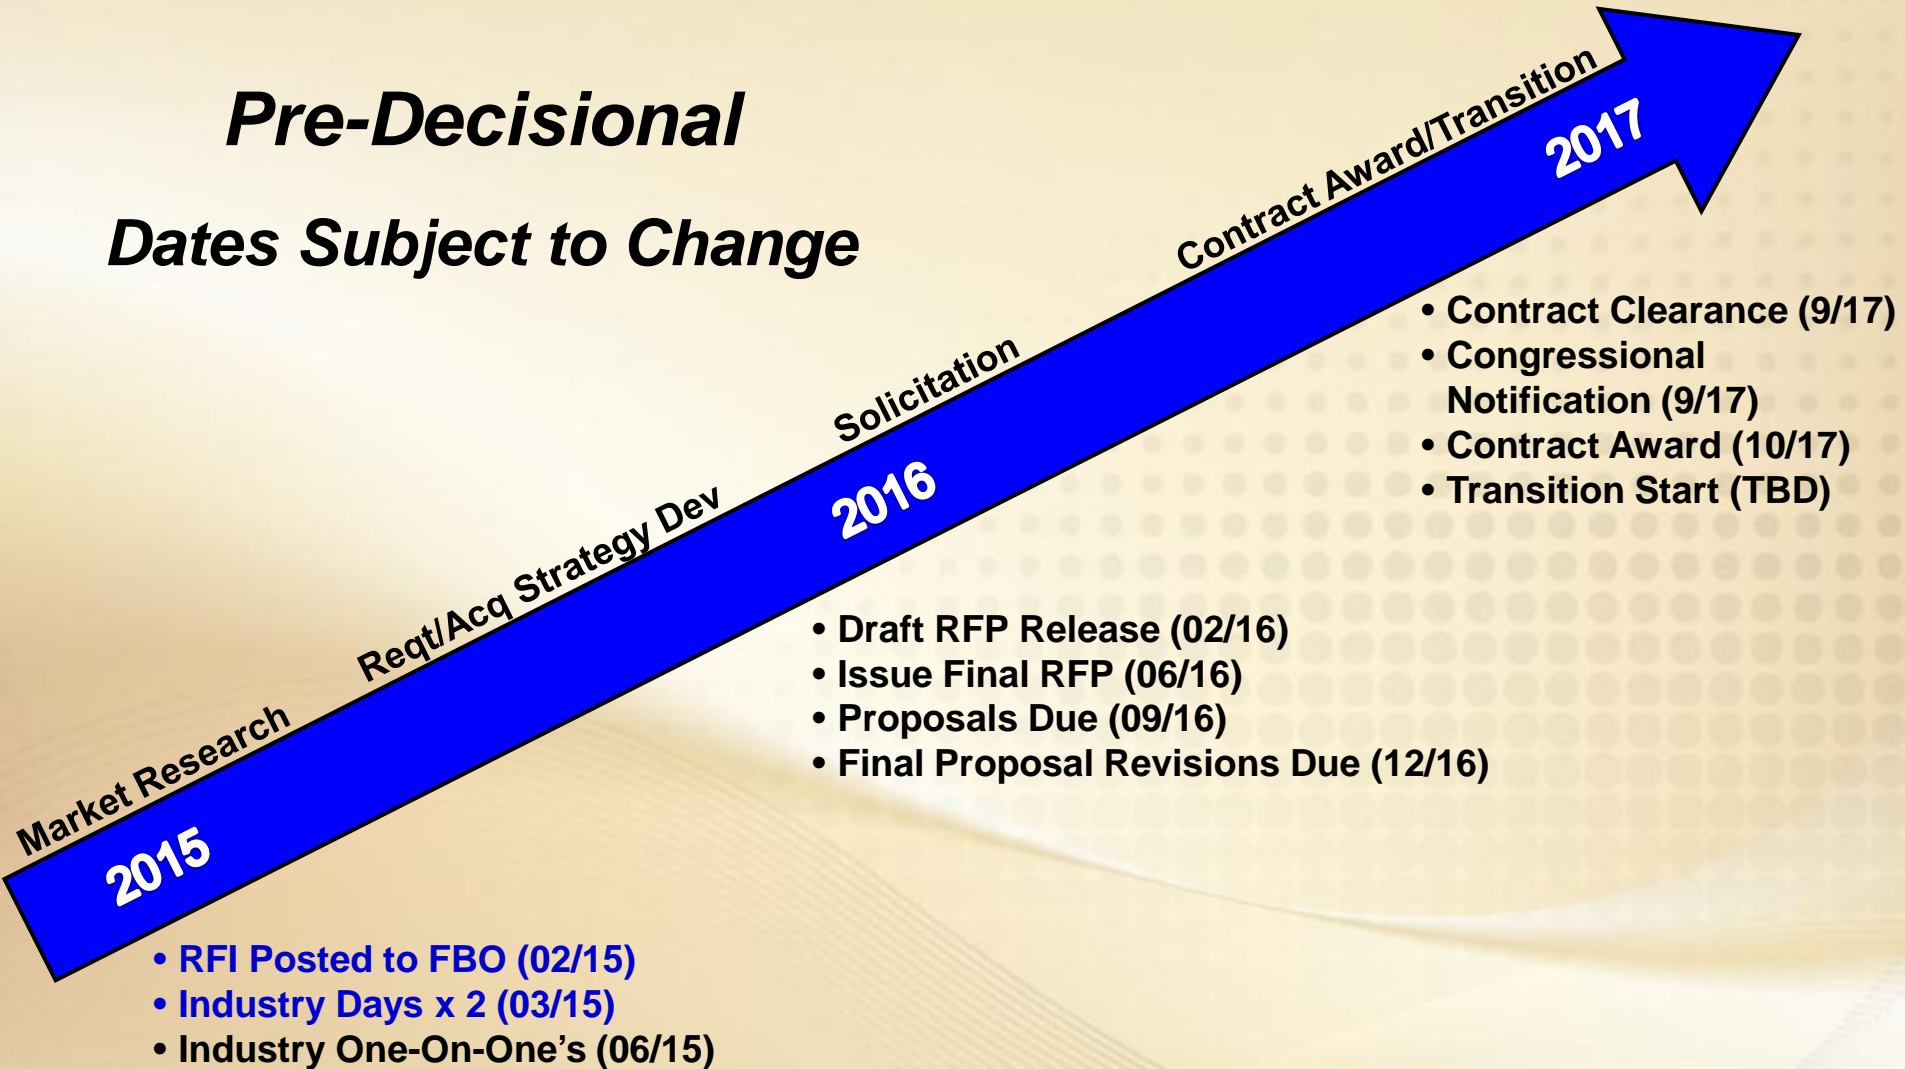 Pre-Decisional
Dates Subject to Change
Market Research
Reqt/Acq Strategy Dev
Solicitation
Contract Award/Transition
2015
2016
2017
• RFI Posted to FBO (02/15)
• Industry Days x 2 (03/15)
• Industry One-On-One’s (06/15)
• Draft RFP Release (02/16)
• Issue Final RFP (06/16)
• Proposals Due (09/16)
• Final Proposal Revisions Due (12/16)
• Contract Clearance (9/17)
• Congressional
Notification (9/17)
• Contract Award (10/17)
• Transition Start (TBD)